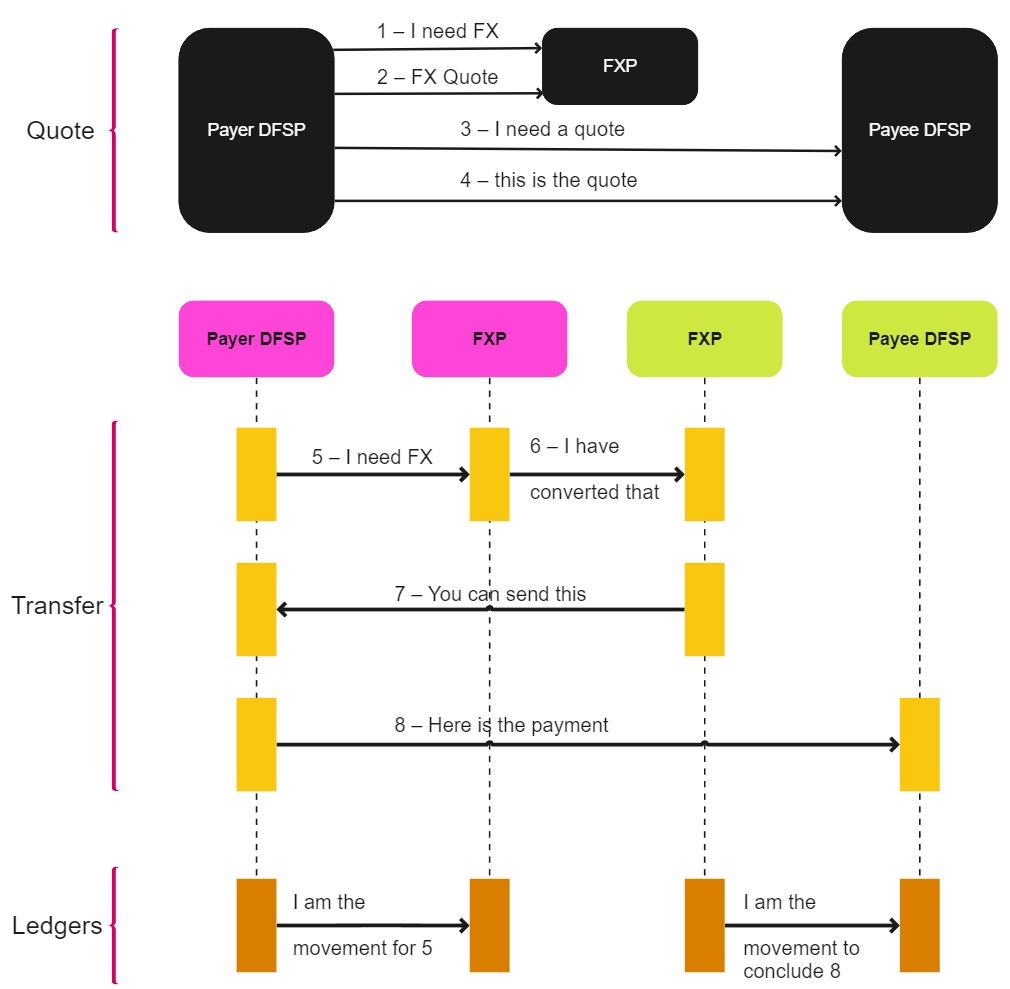 1 – I need FX
2 – FX Quote
FXP
Quote
Payer DFSP
3 – I need a quote
Payee DFSP
4 – this is the quote
Payer DFSP
FXP
FXP
Payee DFSP
Transfer
5 – I need FX
6 – I have
converted that
7 – You can send this
8 – Here is the payment
Ledgers
I am the
movement for 5
I am the
movement to
conclude 8